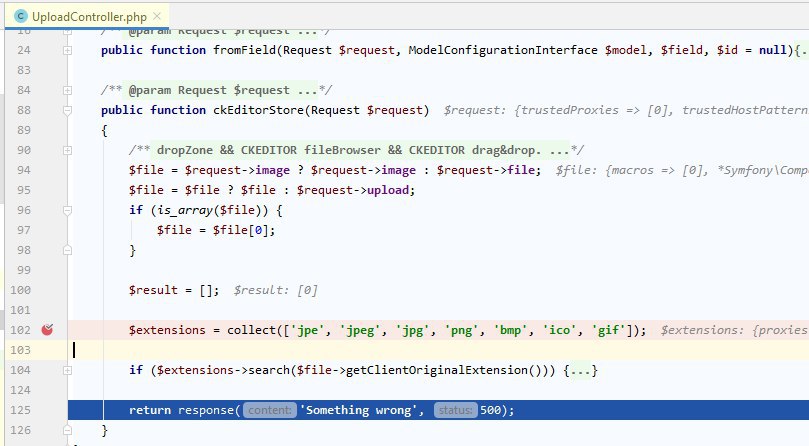 UploadController.php
18 /** @param Request $request ...*/
24 public function fromField(Request $request, ModelConfigurationInterface $model, $field, $id = null){...
83
84 /** @param Request $request ...*/
88 public function ckEditorStore(Request $request) $request: {trustedProxies => [0], trustedHostPattern
89 {
90 /** dropZone && CKEDITOR fileBrowser && CKEDITOR drag&drop. ...*/
94 $file = $request->image ? $request->image : $request->file; $file: {macros => [0], *Symfony\Comp
95 $file = $file ? $file : $request->upload;
96 if (is_array($file)) {
97 $file = $file[0];
98 }
99
100 $result = []; $result: [0]
101
102 $extensions = collect(['jpe', 'jpeg', 'jpg', 'png', 'bmp', 'ico', 'gif']); $extensions: {proxies
103
104 if ($extensions->search($file->getClientOriginalExtension())) {...}
124
125 return response( content: 'Something wrong', status: 500);
126 }